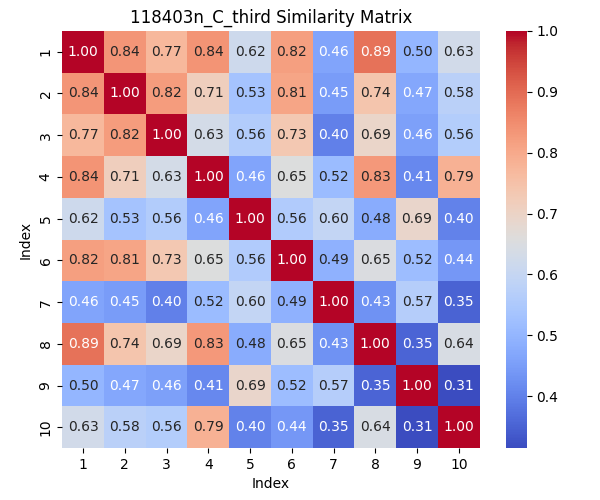 118403n_C_third Similarity Matrix
1 1.00 0.84 0.77 0.84 0.62 0.82 0.46 0.89 0.50 0.63
2 0.84 1.00 0.82 0.71 0.53 0.81 0.45 0.74 0.47 0.58
3 0.77 0.82 1.00 0.63 0.56 0.73 0.40 0.69 0.46 0.56
4 0.84 0.71 0.63 1.00 0.46 0.65 0.52 0.83 0.41 0.79
5 0.62 0.53 0.56 0.46 1.00 0.56 0.60 0.48 0.69 0.40
6 0.82 0.81 0.73 0.65 0.56 1.00 0.49 0.65 0.52 0.44
7 0.46 0.45 0.40 0.52 0.60 0.49 1.00 0.43 0.57 0.35
8 0.89 0.74 0.69 0.83 0.48 0.65 0.43 1.00 0.35 0.64
9 0.50 0.47 0.46 0.41 0.69 0.52 0.57 0.35 1.00 0.31
10 0.63 0.58 0.56 0.79 0.40 0.44 0.35 0.64 0.31 1.00
1 2 3 4 5 6 7 8 9 10
Index
Index
1.0
0.9
0.8
0.7
0.6
0.5
0.4